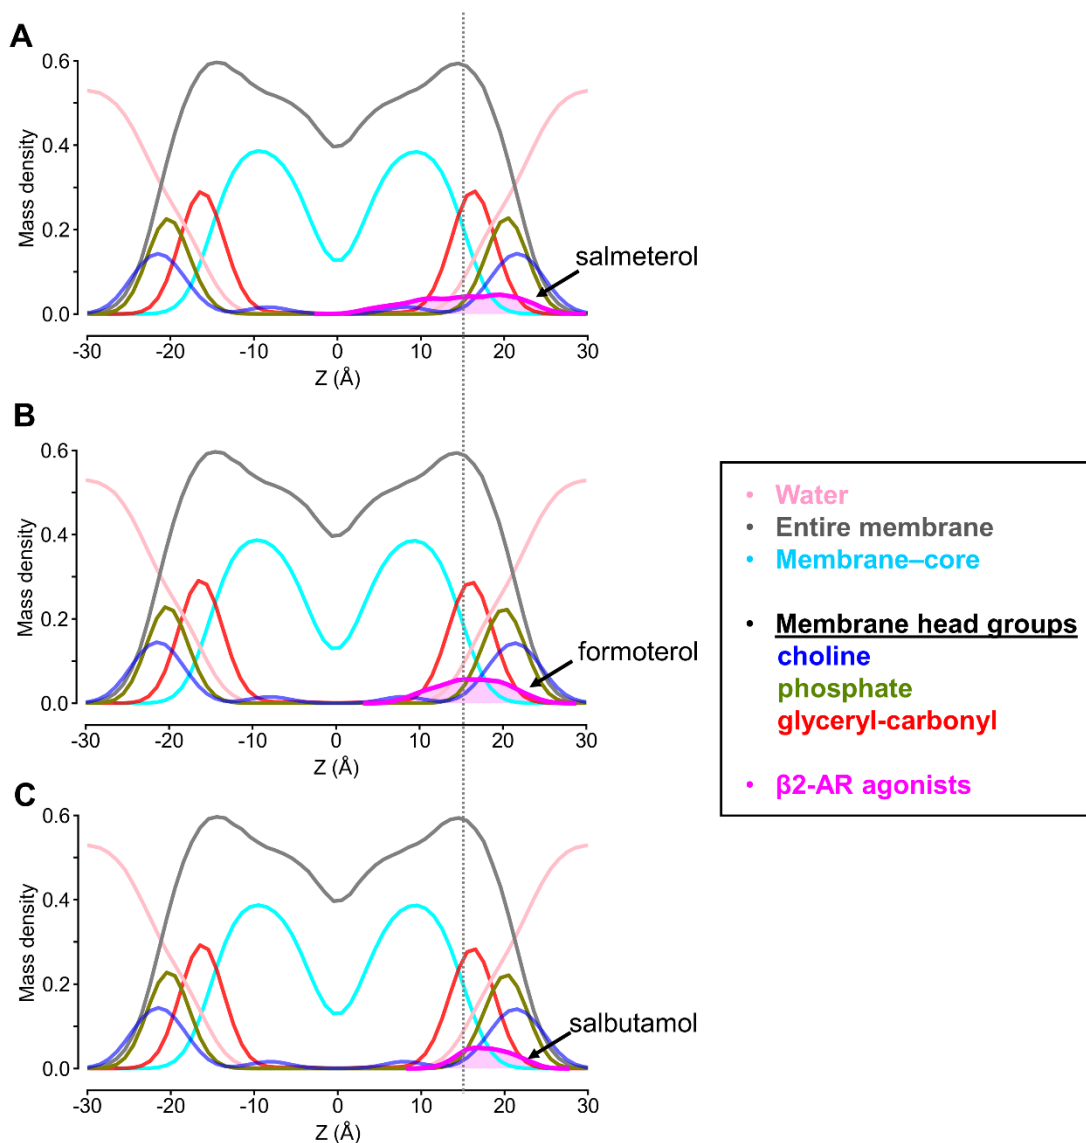 A
0.6
0.4
0.2
0.0
Mass density
salmeterol
-30 -20 -10 0 10 20 30
Z (Å)
B
0.6
0.4
0.2
0.0
Mass density
formoterol
-30 -20 -10 0 10 20 30
Z (Å)
C
0.6
0.4
0.2
0.0
Mass density
salbutamol
-30 -20 -10 0 10 20 30
Z (Å)
• Water
• Entire membrane
• Membrane–core
• Membrane head groups
choline
phosphate
glyceryl-carbonyl
• β2-AR agonists